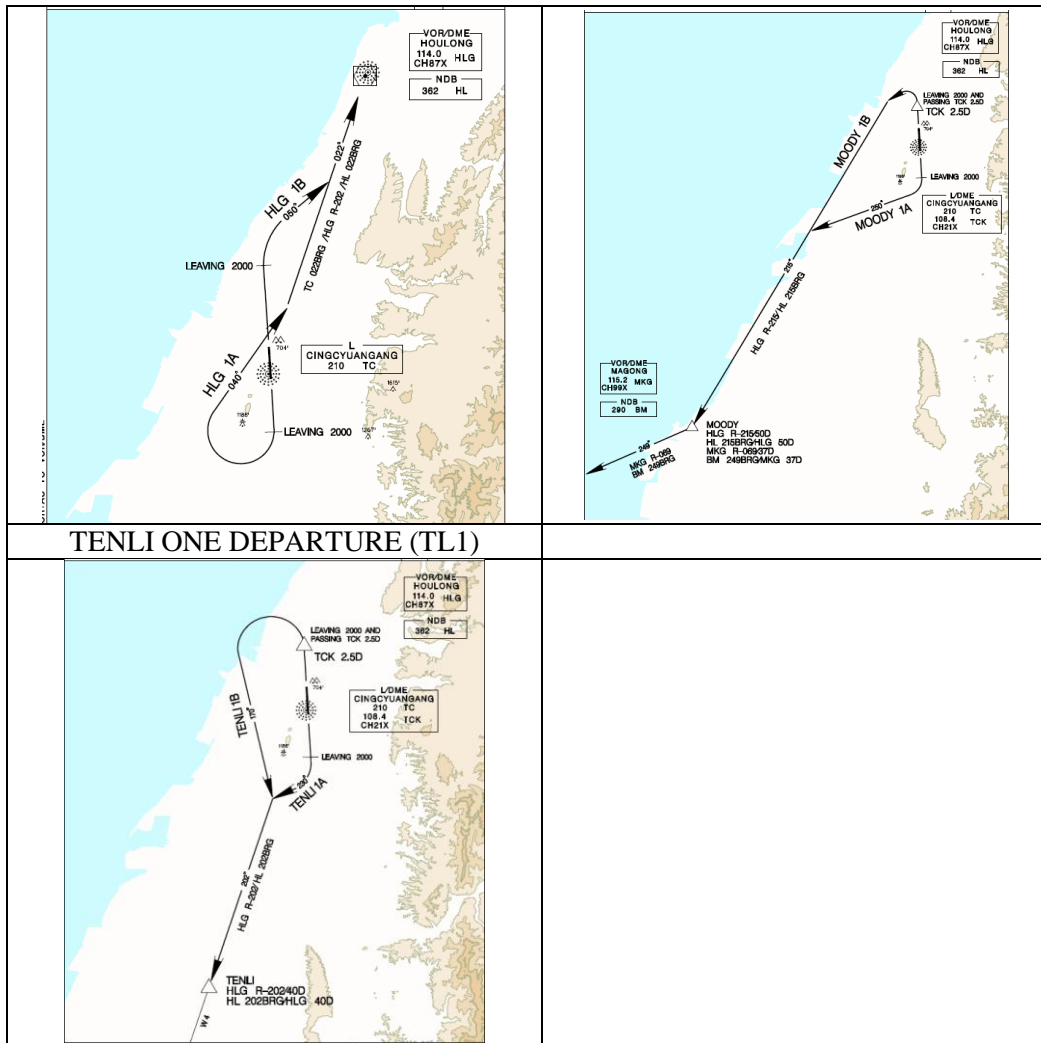 VOR/DME
HOULONG
114.0 HLG
CH87X
NDB
362 HL
HLG 1B
050°
022°
TC 022BRG /HLG R-202 /HL 022BRG
LEAVING 2000
HLG 1A
040°
704'
L
CINGCYUANGANG
210 TC
1615'
1188'
LEAVING 2000
1267'
VOR/DME
HOULONG
114.0 HLG
CH87X
NDB
362 HL
LEAVING 2000 AND
PASSING TCK 2.5D
TCK 2.5D
704'
MOODY 1B
LEAVING 2000
1188'
250°
MOODY 1A
L/DME
CINGCYUANGANG
210 TC
108.4 TCK
CH21X
215°
HLG R-215/HL 215BRG
VOR/DME
MAGONG
115.2 MKG
CH99X
NDB
290 BM
MOODY
HLG R-215/50D
HL 215BRG/HLG 50D
MKG R-069/37D
BM 249BRG/MKG 37D
249°
MKG R-069
BM 249BRG
TENLI ONE DEPARTURE (TL1)
VOR/DME
HOULONG
114.0 HLG
CH87X
NDB
362 HL
LEAVING 2000 AND
PASSING TCK 2.5D
TCK 2.5D
704'
L/DME
CINGCYUANGANG
210 TC
108.4 TCK
CH21X
TENLI 1B
170°
1188'
LEAVING 2000
230°
TENLI 1A
202°
HLG R-202/HL 202BRG
TENLI
HLG R-202/40D
HL 202BRG/HLG 40D
W4